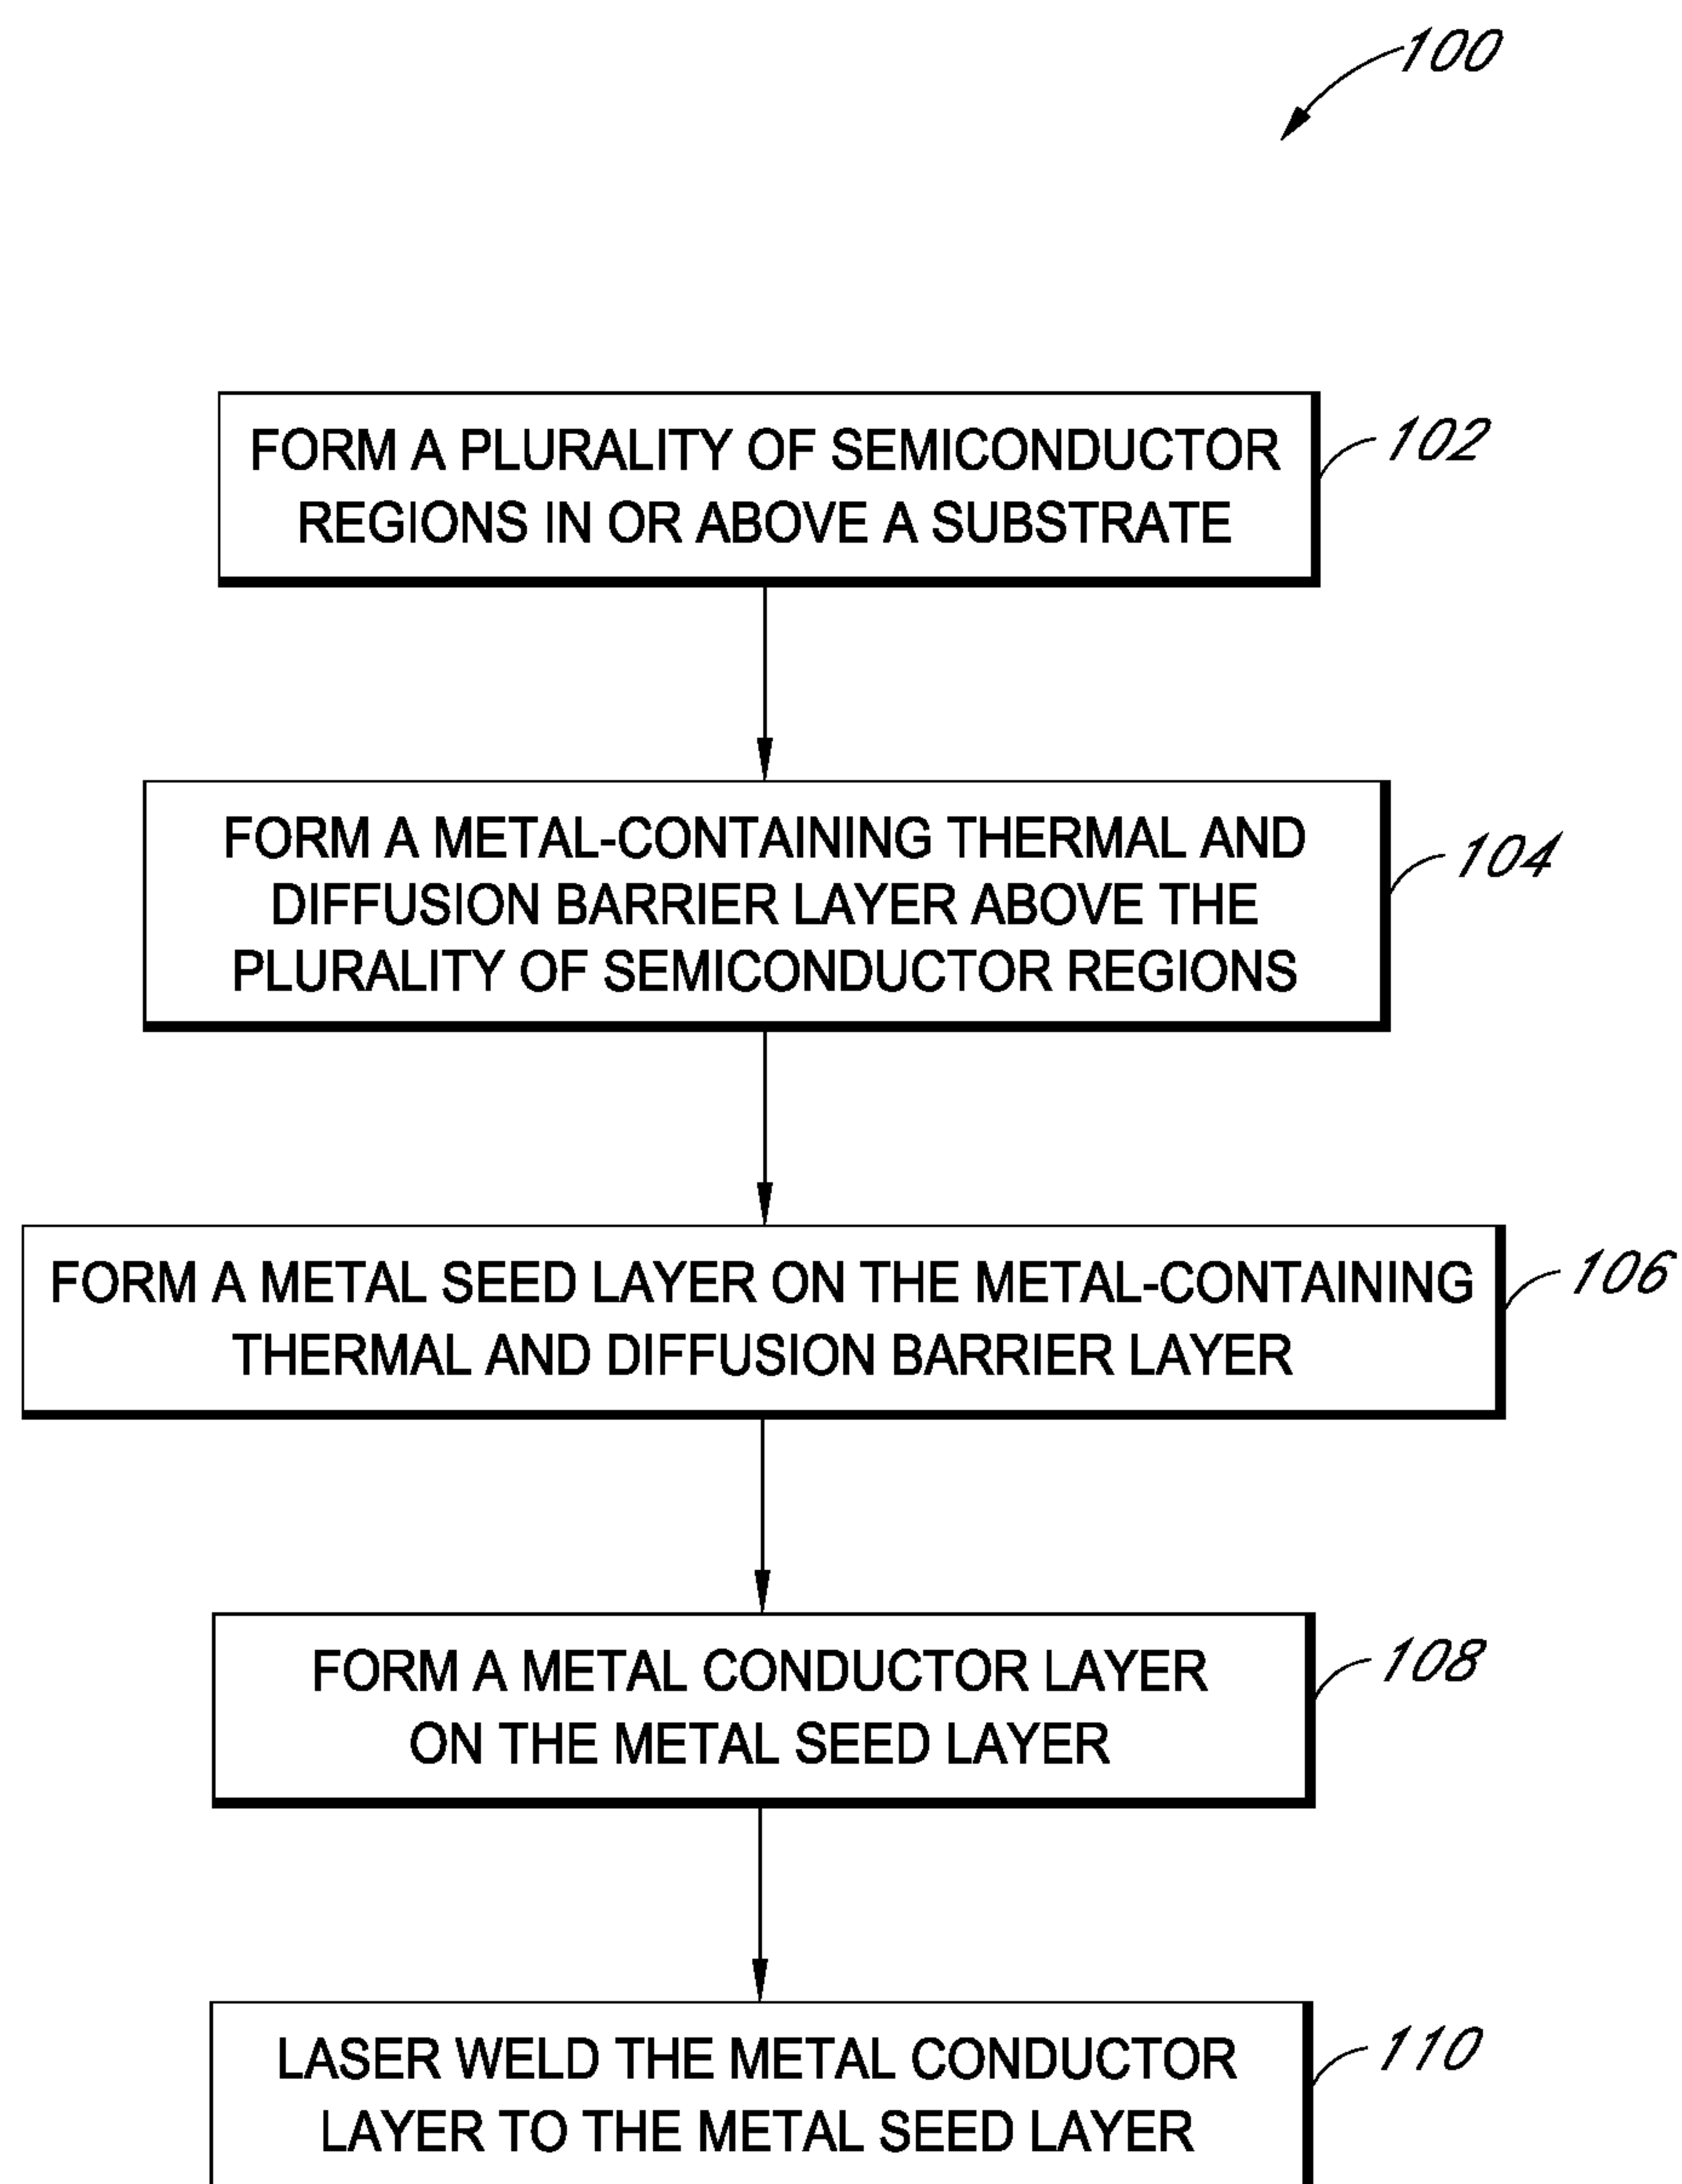 100
FORM A PLURALITY OF SEMICONDUCTOR
REGIONS IN OR ABOVE A SUBSTRATE
102
FORM A METAL-CONTAINING THERMAL AND
DIFFUSION BARRIER LAYER ABOVE THE
PLURALITY OF SEMICONDUCTOR REGIONS
104
FORM A METAL SEED LAYER ON THE METAL-CONTAINING
THERMAL AND DIFFUSION BARRIER LAYER
106
FORM A METAL CONDUCTOR LAYER
ON THE METAL SEED LAYER
108
LASER WELD THE METAL CONDUCTOR
LAYER TO THE METAL SEED LAYER
110